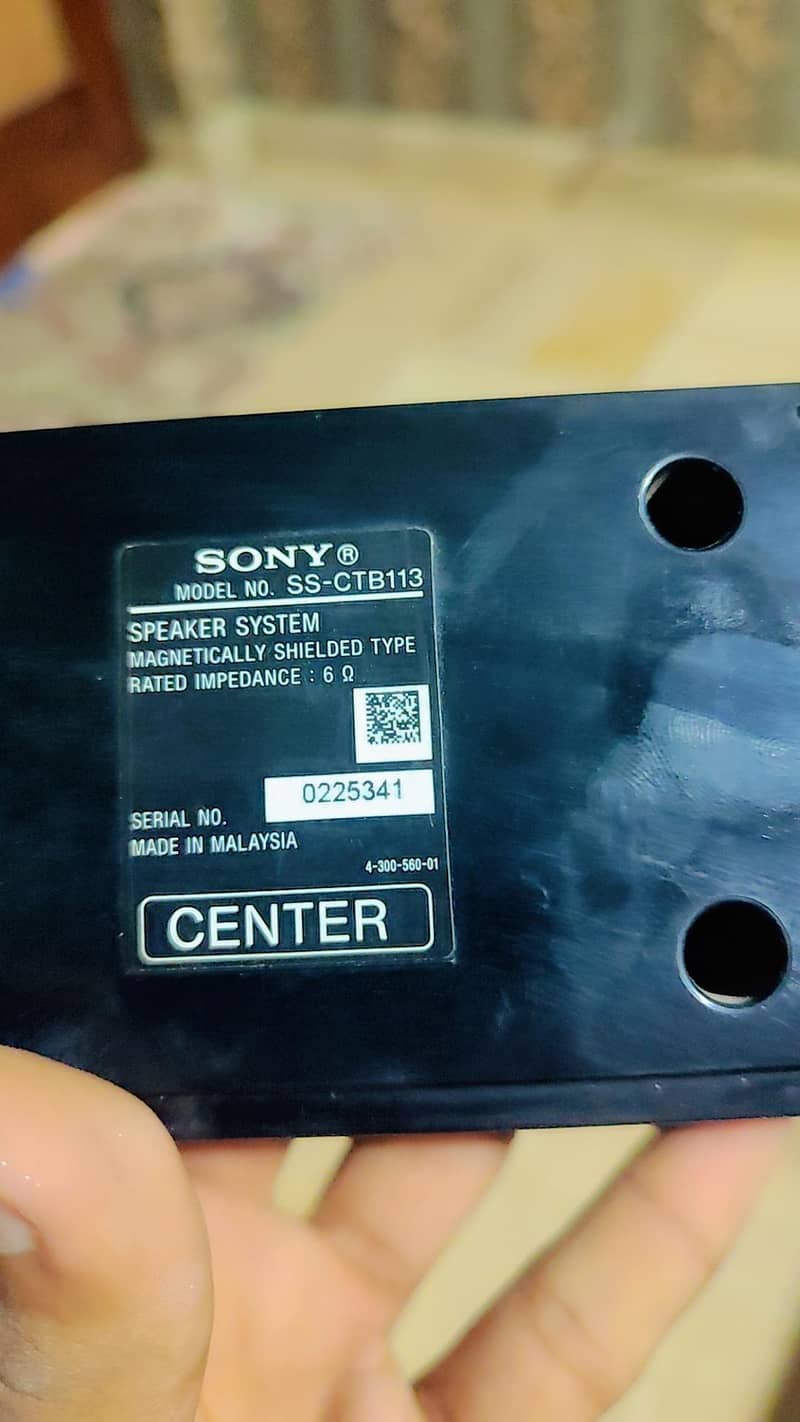 SONY®
MODEL NO. SS-CTB113
SPEAKER SYSTEM
MAGNETICALLY SHIELDED TYPE
RATED IMPEDANCE : 6 Ω
0225341
SERIAL NO.
MADE IN MALAYSIA
4-300-560-01
CENTER